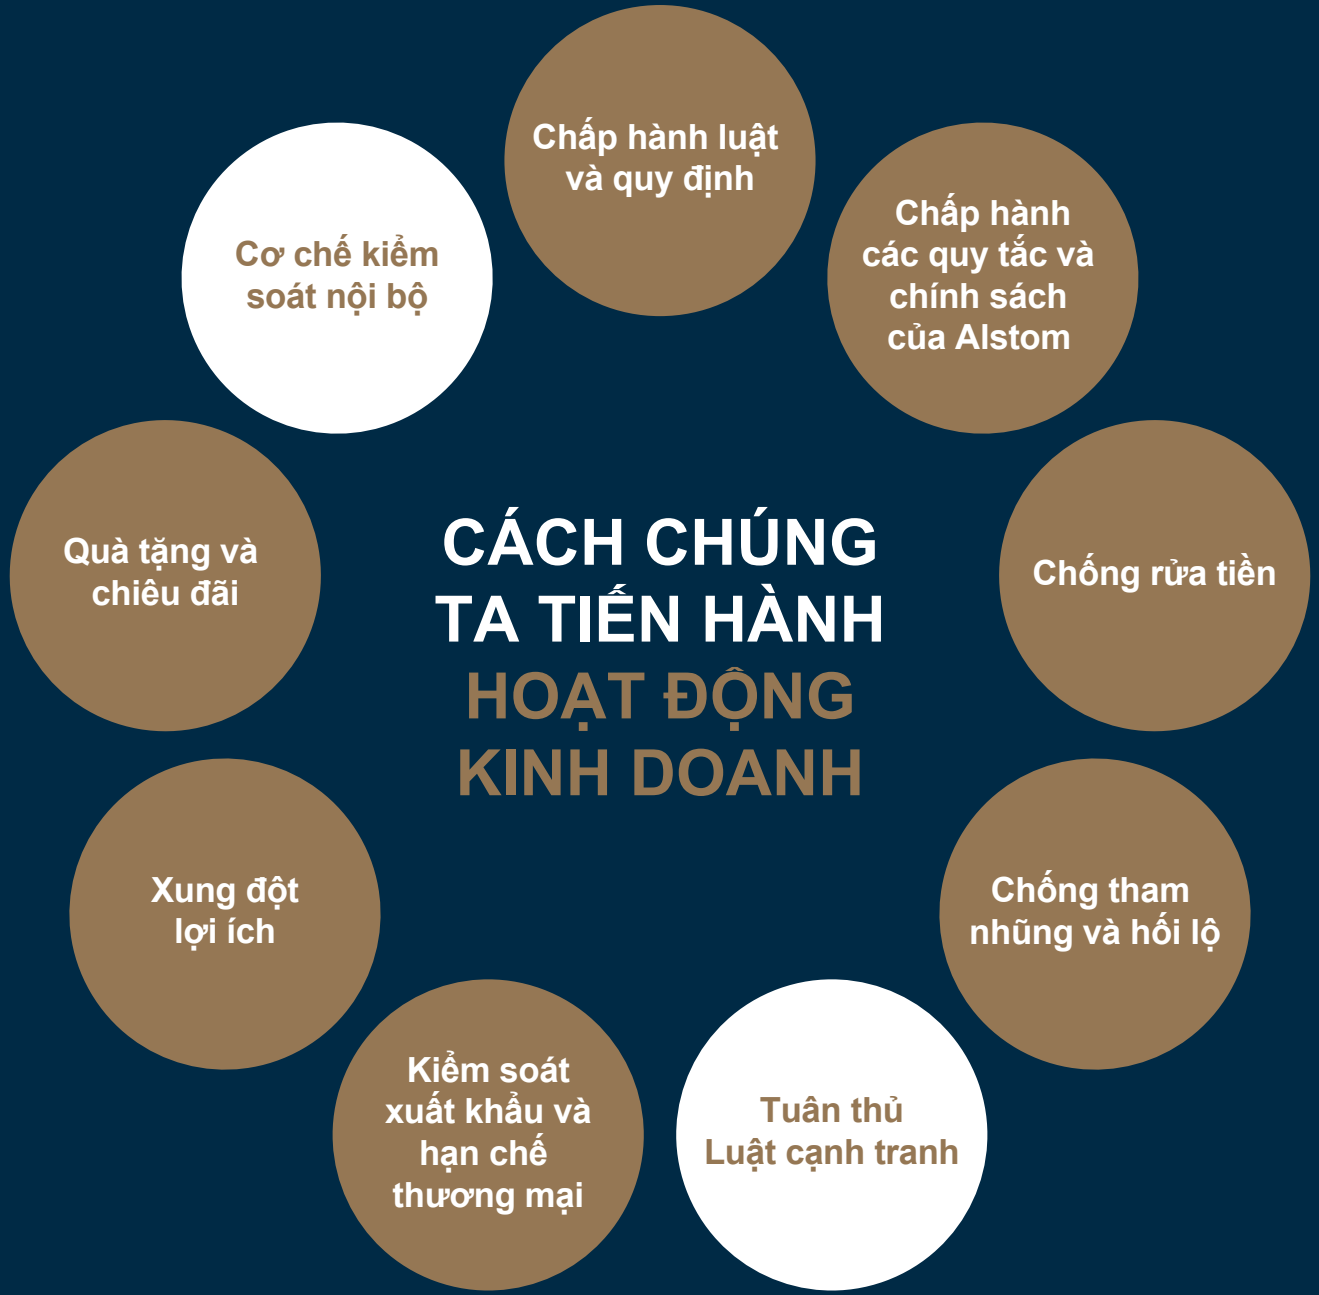 Chấp hành luật
và quy định
Chấp hành
các quy tắc và
chính sách
của Alstom
Cơ chế kiểm
soát nội bộ
Quà tặng và
chiêu đãi
CÁCH CHÚNG
TA TIẾN HÀNH
HOẠT ĐỘNG
KINH DOANH
Chống rửa tiền
Xung đột
lợi ích
Chống tham
nhũng và hối lộ
Kiểm soát
xuất khẩu và
hạn chế
thương mại
Tuân thủ
Luật cạnh tranh